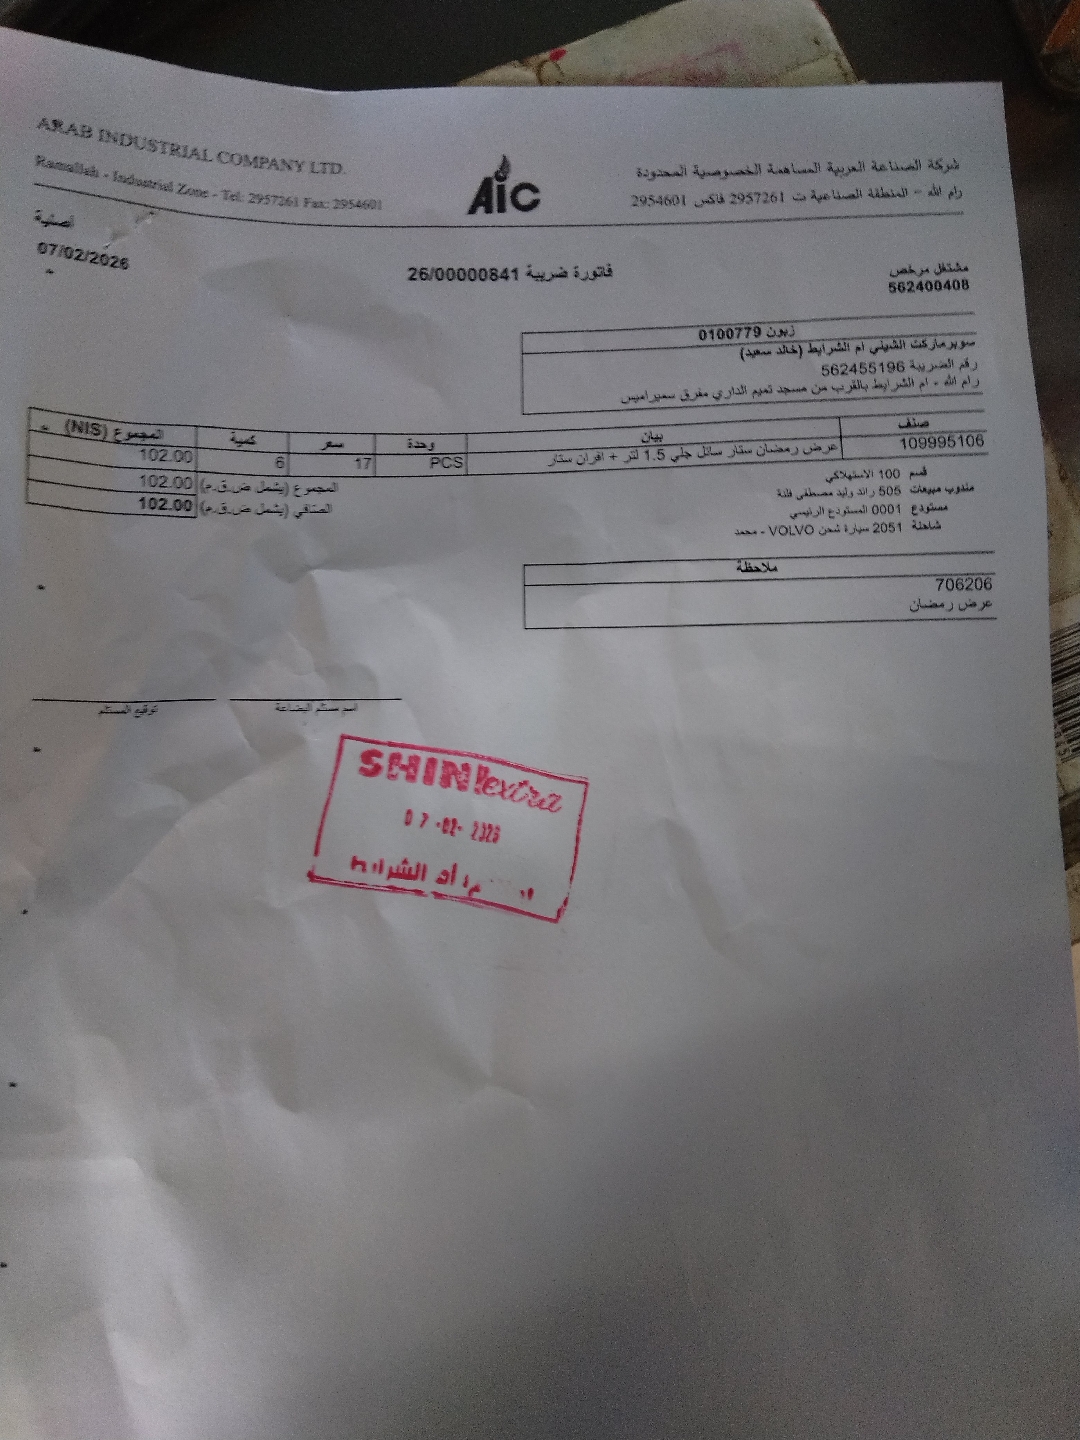 ARAB INDUSTRIAL COMPANY LTD.
Ramallah - Industrial Zone - Tel: 2957261 Fax: 2954601
AiC
شركة الصناعة العربية المساهمة الخصوصية المحدودة
رام الله - المنطقة الصناعية ت 2957261 فاكس 2954601
أصلية
07/02/2026
فاتورة ضريبة 26/00000841
مشتغل مرخص
562400408
زبون 0100779
سوبرماركت الشيلي ام الشرايط (خالد سعيد)
رقم الضريبة 562455196
رام الله - ام الشرايط بالقرب من مسجد تميم الداري مفرق سميراميس
صنف بيان وحدة سعر كمية المجموع (NIS)
109995106 عرض رمضان ستار سائل جلي 1.5 لتر + افران ستار PCS 17 6 102.00
المجموع (يشمل ض.ق.م) 102.00
الصافي (يشمل ض.ق.م) 102.00
قسم 100 الاستهلاكي
مندوب مبيعات 505 رائد وليد مصطفى
مستودع 0001 المستودع الرئيسي
شاحنة 2051 سيارة شحن VOLVO - محمد
ملاحظة
706206
عرض رمضان
اسم مستلم البضاعة
توقيع المستلم
SHINI extra
07-02-2026
أم الشرايط